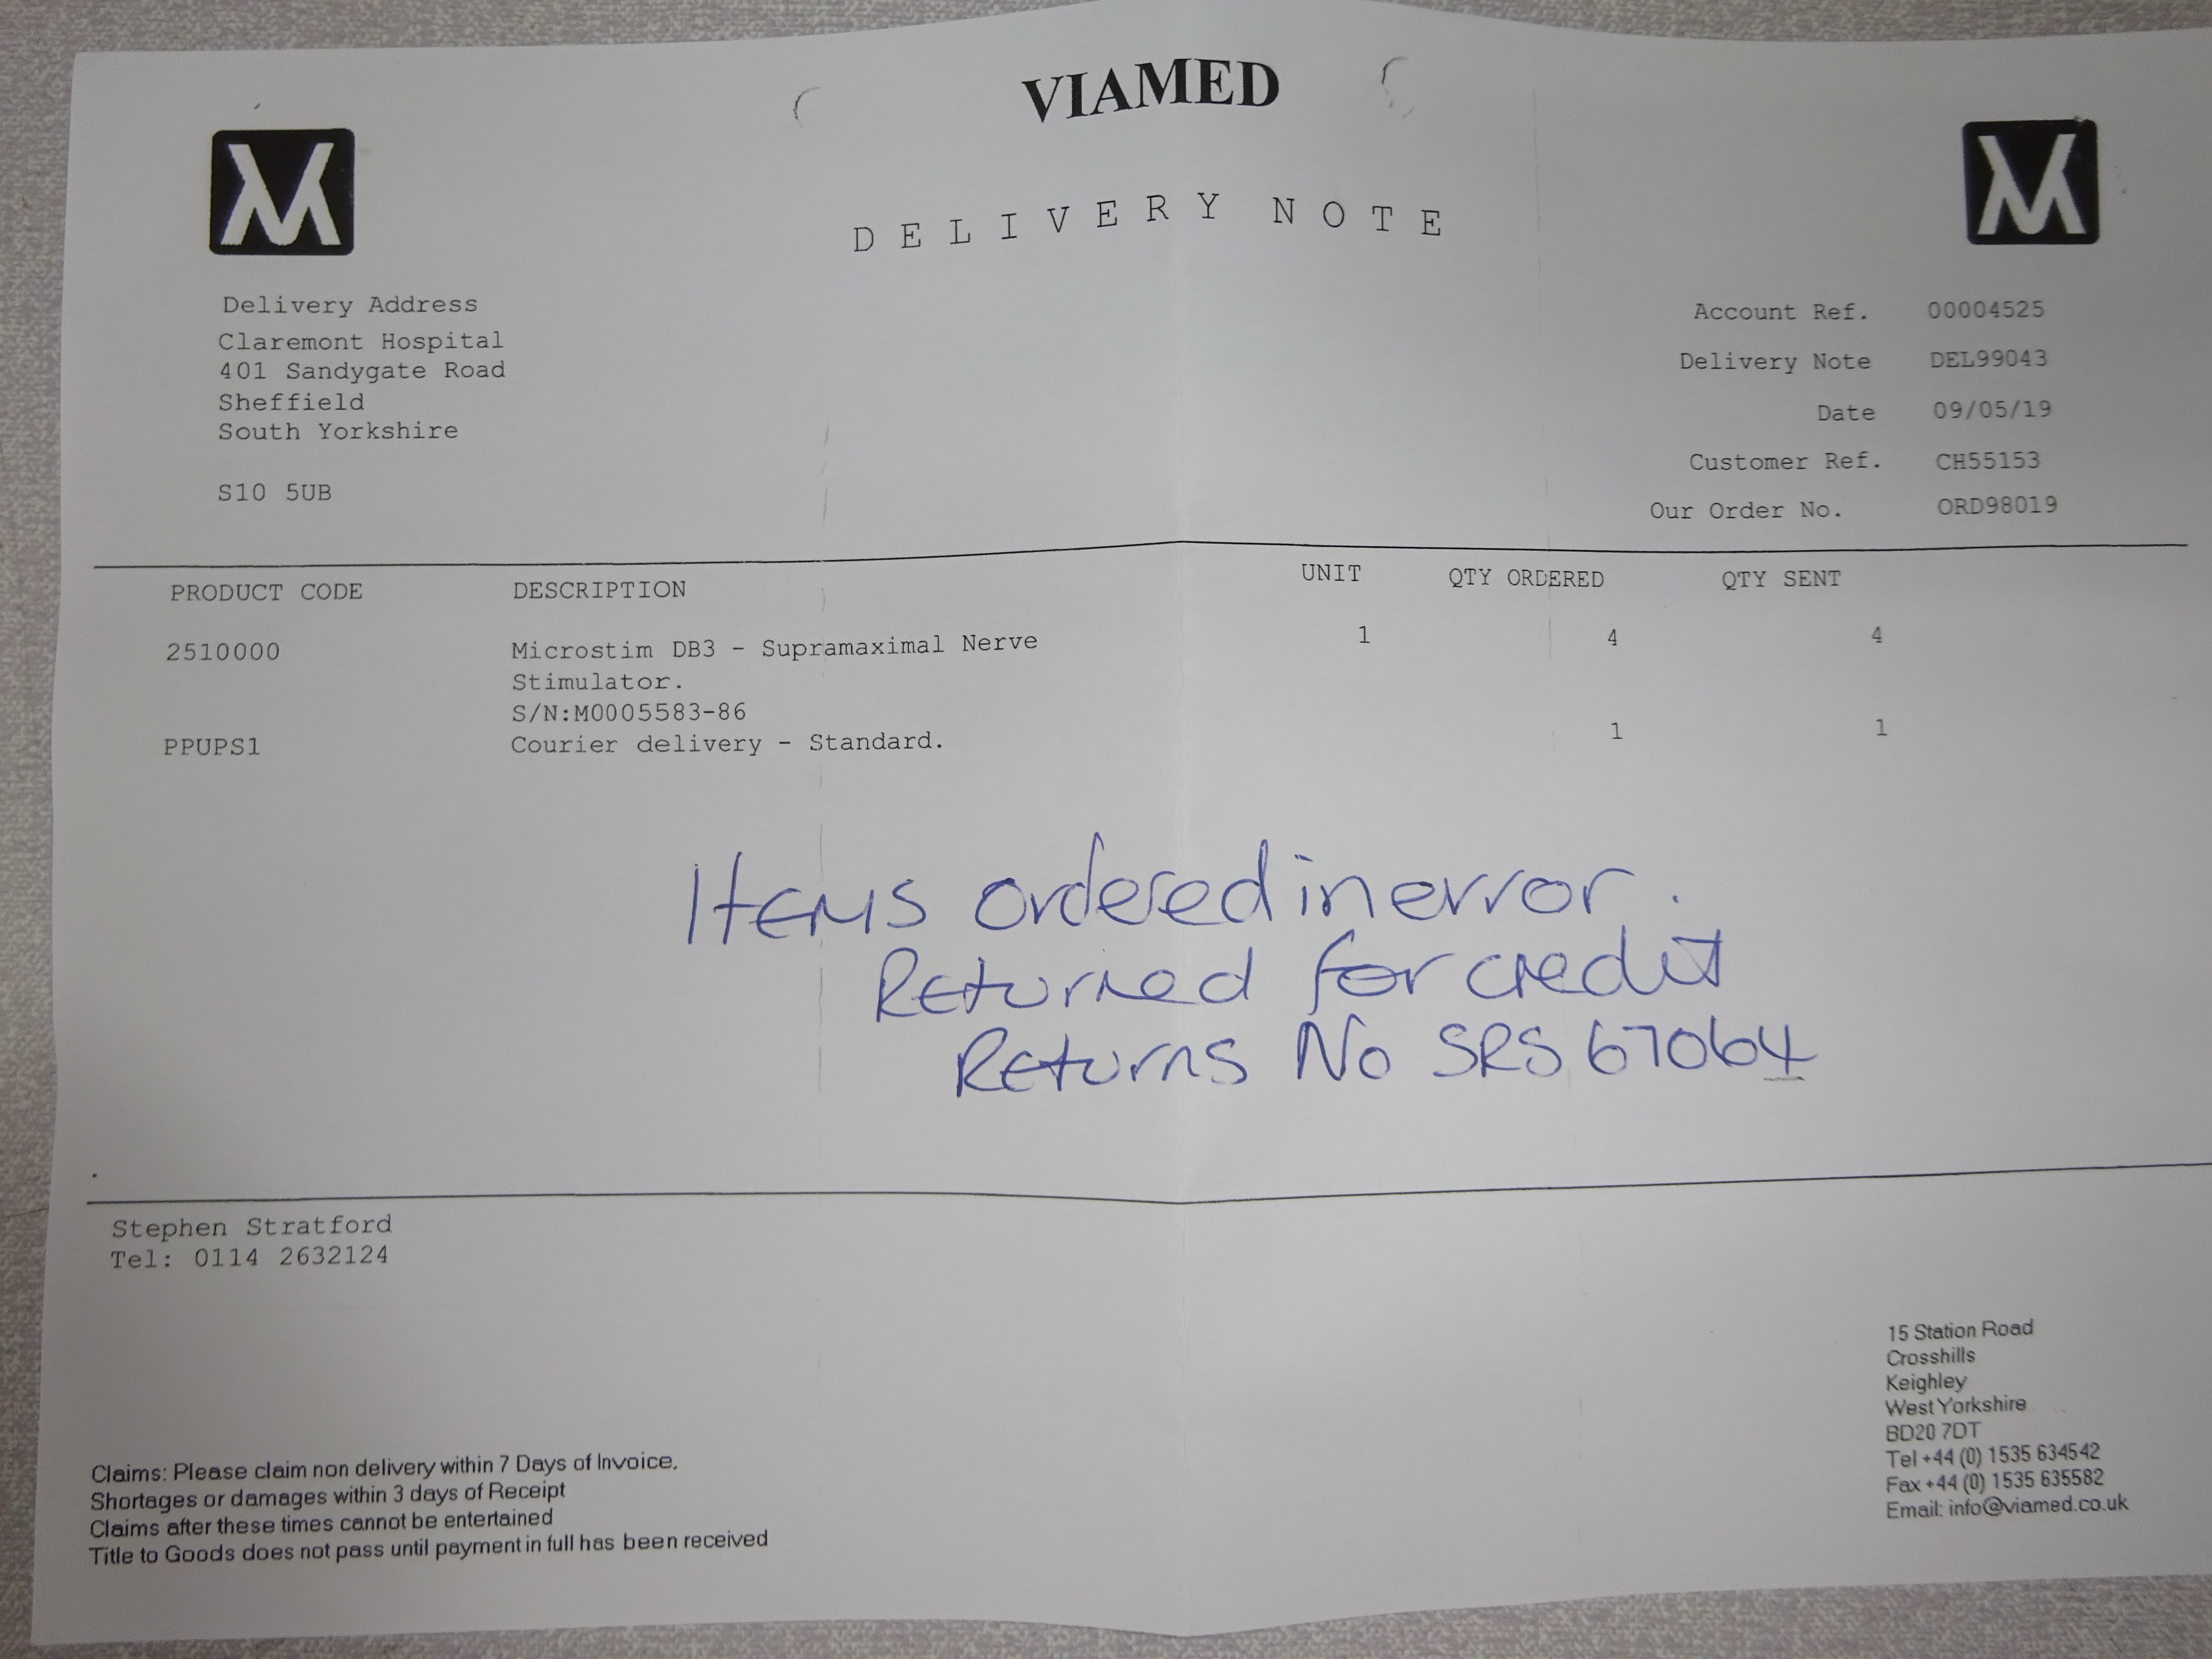 VIAMED
DELIVERY NOTE
Delivery Address
Claremont Hospital
401 Sandygate Road
Sheffield
South Yorkshire
S10 5UB
Account Ref. 00004525
Delivery Note DEL99043
Date 09/05/19
Customer Ref. CH55153
Our Order No. ORD98019
PRODUCT CODE DESCRIPTION UNIT QTY ORDERED QTY SENT
2510000 Microstim DB3 - Supramaximal Nerve 1 4 4
Stimulator.
S/N:M0005583-86
PPUPS1 Courier delivery - Standard. 1 1
Items ordered in error.
Returned for credit
Returns No SRS 67064
Stephen Stratford
Tel: 0114 2632124
15 Station Road
Crosshills
Keighley
West Yorkshire
BD20 7DT
Tel +44 (0) 1535 634542
Fax +44 (0) 1535 635582
Email: info@viamed.co.uk
Claims: Please claim non delivery within 7 Days of Invoice.
Shortages or damages within 3 days of Receipt
Claims after these times cannot be entertained
Title to Goods does not pass until payment in full has been received